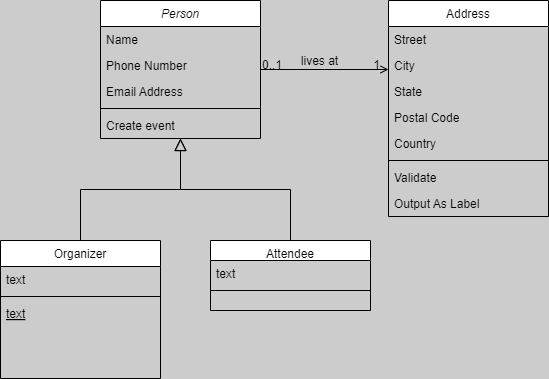 Person
Name
Phone Number
Email Address
Create event
0..1
lives at
1
Address
Street
City
State
Postal Code
Country
Validate
Output As Label
Organizer
text
text
Attendee
text